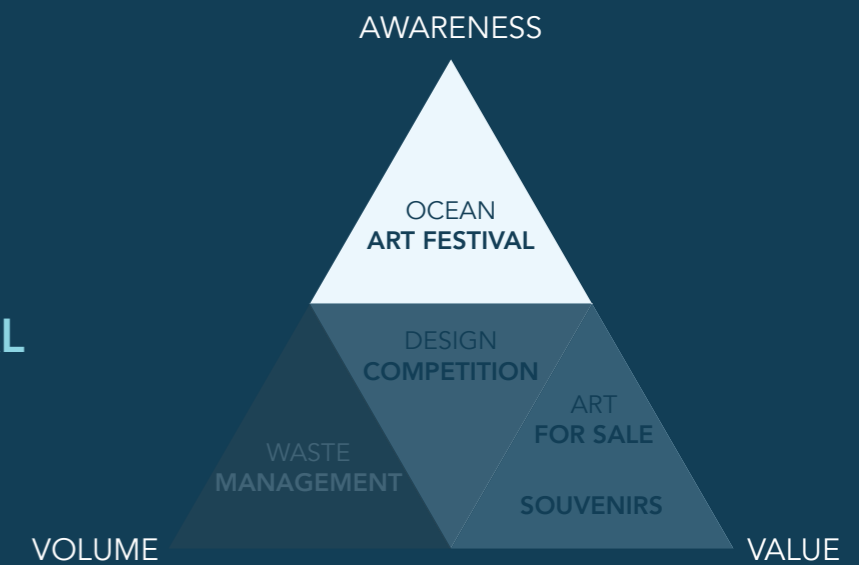 AWARENESS
OCEAN
ART FESTIVAL
L
DESIGN
COMPETITION
ART
FOR SALE
WASTE
MANAGEMENT
SOUVENIRS
VOLUME
VALUE